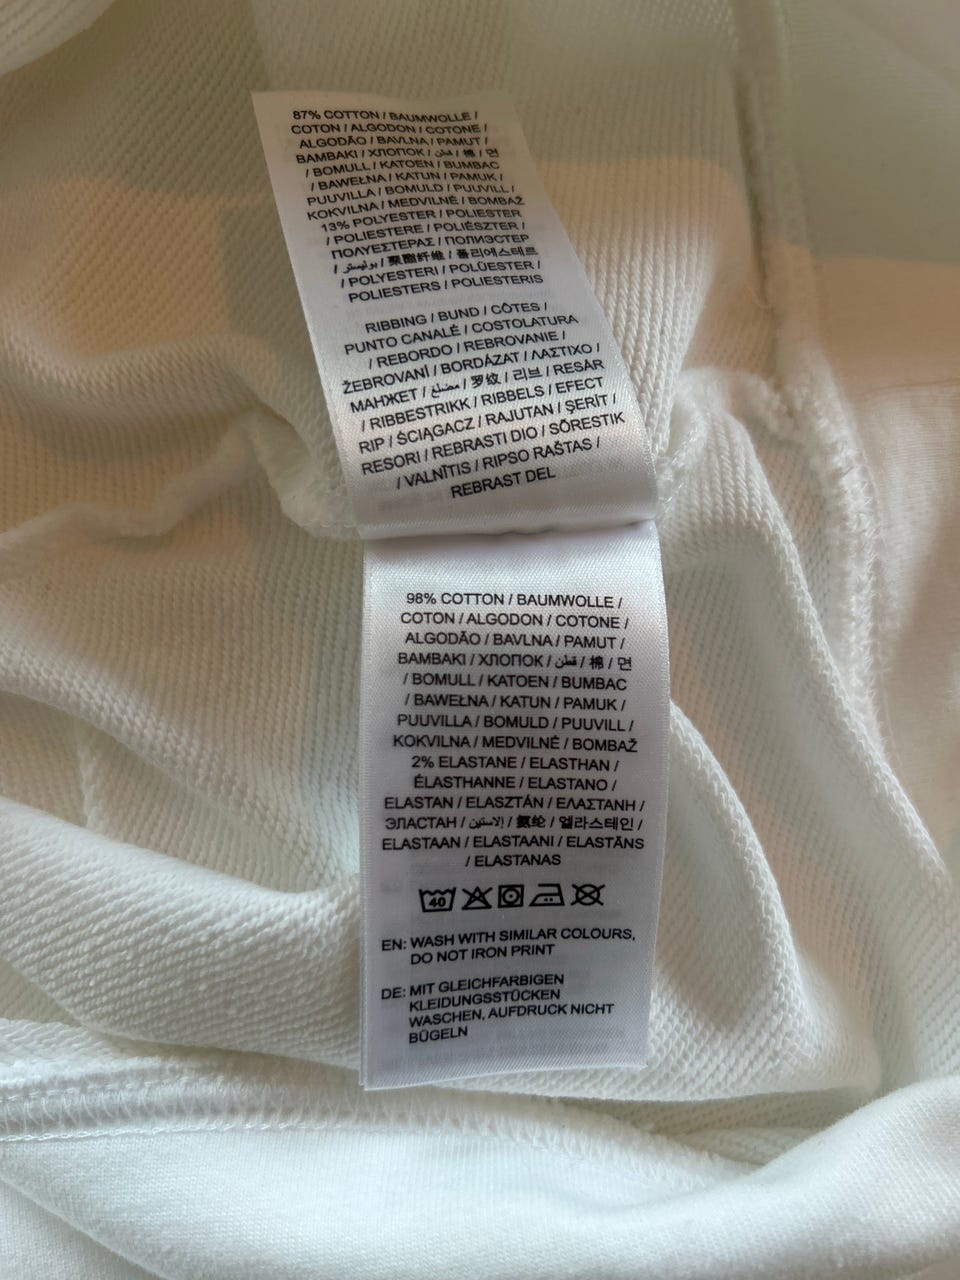 87% COTTON / BAUMWOLLE /
COTON / ALGODON / COTONE /
ALGODÃO / BAVLNA / PAMUT /
BAMBAKI / ХЛОПОК / قطن / 棉 / 면
/ BOMULL / KATOEN / BUMBAC
/ BAWEŁNA / KATUN / PAMUK /
PUUVILLA / BOMULD / PUUVILL /
KOKVILNA / MEDVILNĖ / BOMBAŽ
13% POLYESTER / POLIESTER
/ POLIESTERE / POLIÉSZTER /
ΠΟΛΥΕΣΤΕΡΑΣ / ПОЛИЭСТЕР
/ بوليستر / 聚酯纤维 / 폴리에스테르
/ POLYESTERI / POLÜESTER /
POLIESTERS / POLIESTERIS
RIBBING / BUND / CÔTES /
PUNTO CANALÉ / COSTOLATURA
/ REBORDO / REBROVANIE /
ŽEBROVANÍ / BORDÁZAT / ΛΑΣΤΙΧΟ /
МАНЖЕТ / مضلع / 罗纹 / 리브 / RESÅR
/ RIBBESTRIKK / RIBBELS / EFECT
RIP / ŚCIĄGACZ / RAJUTAN / ŞERİT /
RESORI / REBRASTI DIO / SÕRESTIK
/ VALNĪTIS / RIPSO RAŠTAS /
REBRAST DEL
98% COTTON / BAUMWOLLE /
COTON / ALGODON / COTONE /
ALGODÃO / BAVLNA / PAMUT /
BAMBAKI / ХЛОПОК / قطن / 棉 / 면
/ BOMULL / KATOEN / BUMBAC
/ BAWEŁNA / KATUN / PAMUK /
PUUVILLA / BOMULD / PUUVILL /
KOKVILNA / MEDVILNĖ / BOMBAŽ
2% ELASTANE / ELASTHAN /
ÉLASTHANNE / ELASTANO /
ELASTAN / ELASZTÁN / ΕΛΑΣΤΑΝΗ /
ЭЛАСТАН / إلاستين / 氨纶 / 엘라스테인 /
ELASTAAN / ELASTAANI / ELASTĀNS
/ ELASTANAS
40
EN: WASH WITH SIMILAR COLOURS,
DO NOT IRON PRINT
DE: MIT GLEICHFARBIGEN
KLEIDUNGSSTÜCKEN
WASCHEN, AUFDRUCK NICHT
BÜGELN